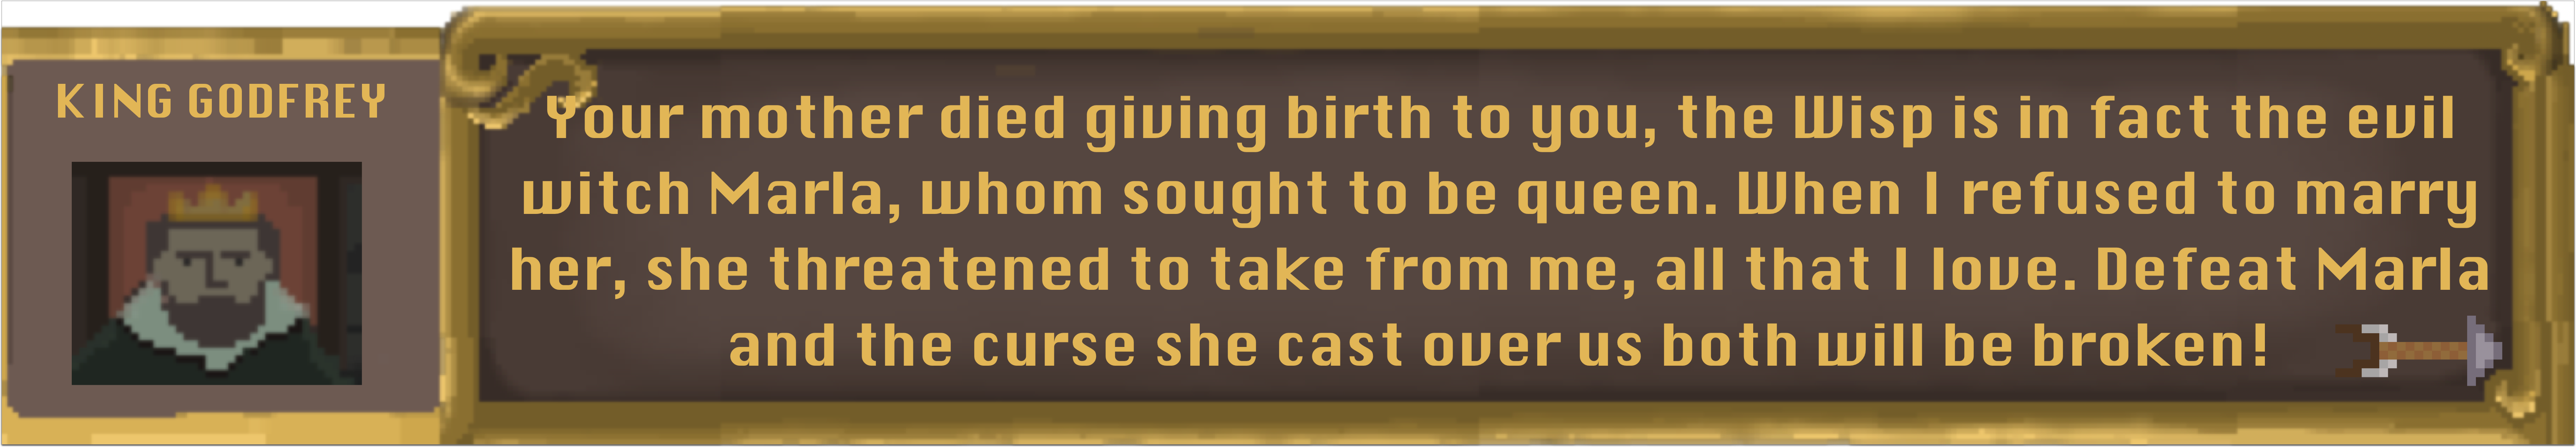 KING GODFREY
Your mother died giving birth to you, the Wisp is in fact the evil
witch Marla, whom sought to be queen. When I refused to marry
her, she threatened to take from me, all that I love. Defeat Marla
and the curse she cast over us both will be broken!